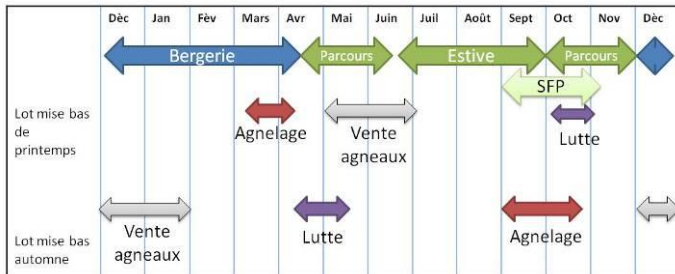 Dèc Jan Fèv Mars Avr Mai Juin Juil Août Sept Oct Nov Dèc
Bergerie Parcours Estive Parcours
SFP
Lot mise bas
de
printemps
Agnelage
Vente
agneaux
Lutte
Lot mise bas
automne
Vente
agneaux
Lutte
Agnelage